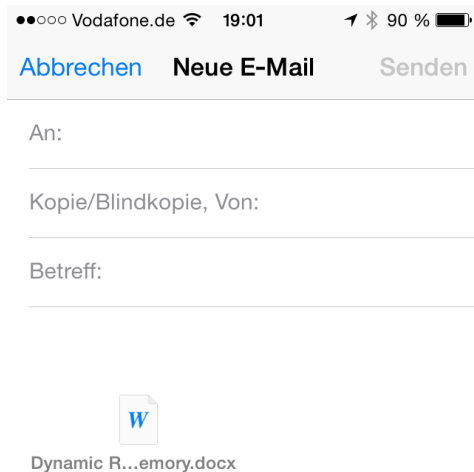 Vodafone.de 19:01 90 %
Abbrechen Neue E-Mail Senden
An:
Kopie/Blindkopie, Von:
Betreff:
W
Dynamic R...emory.docx